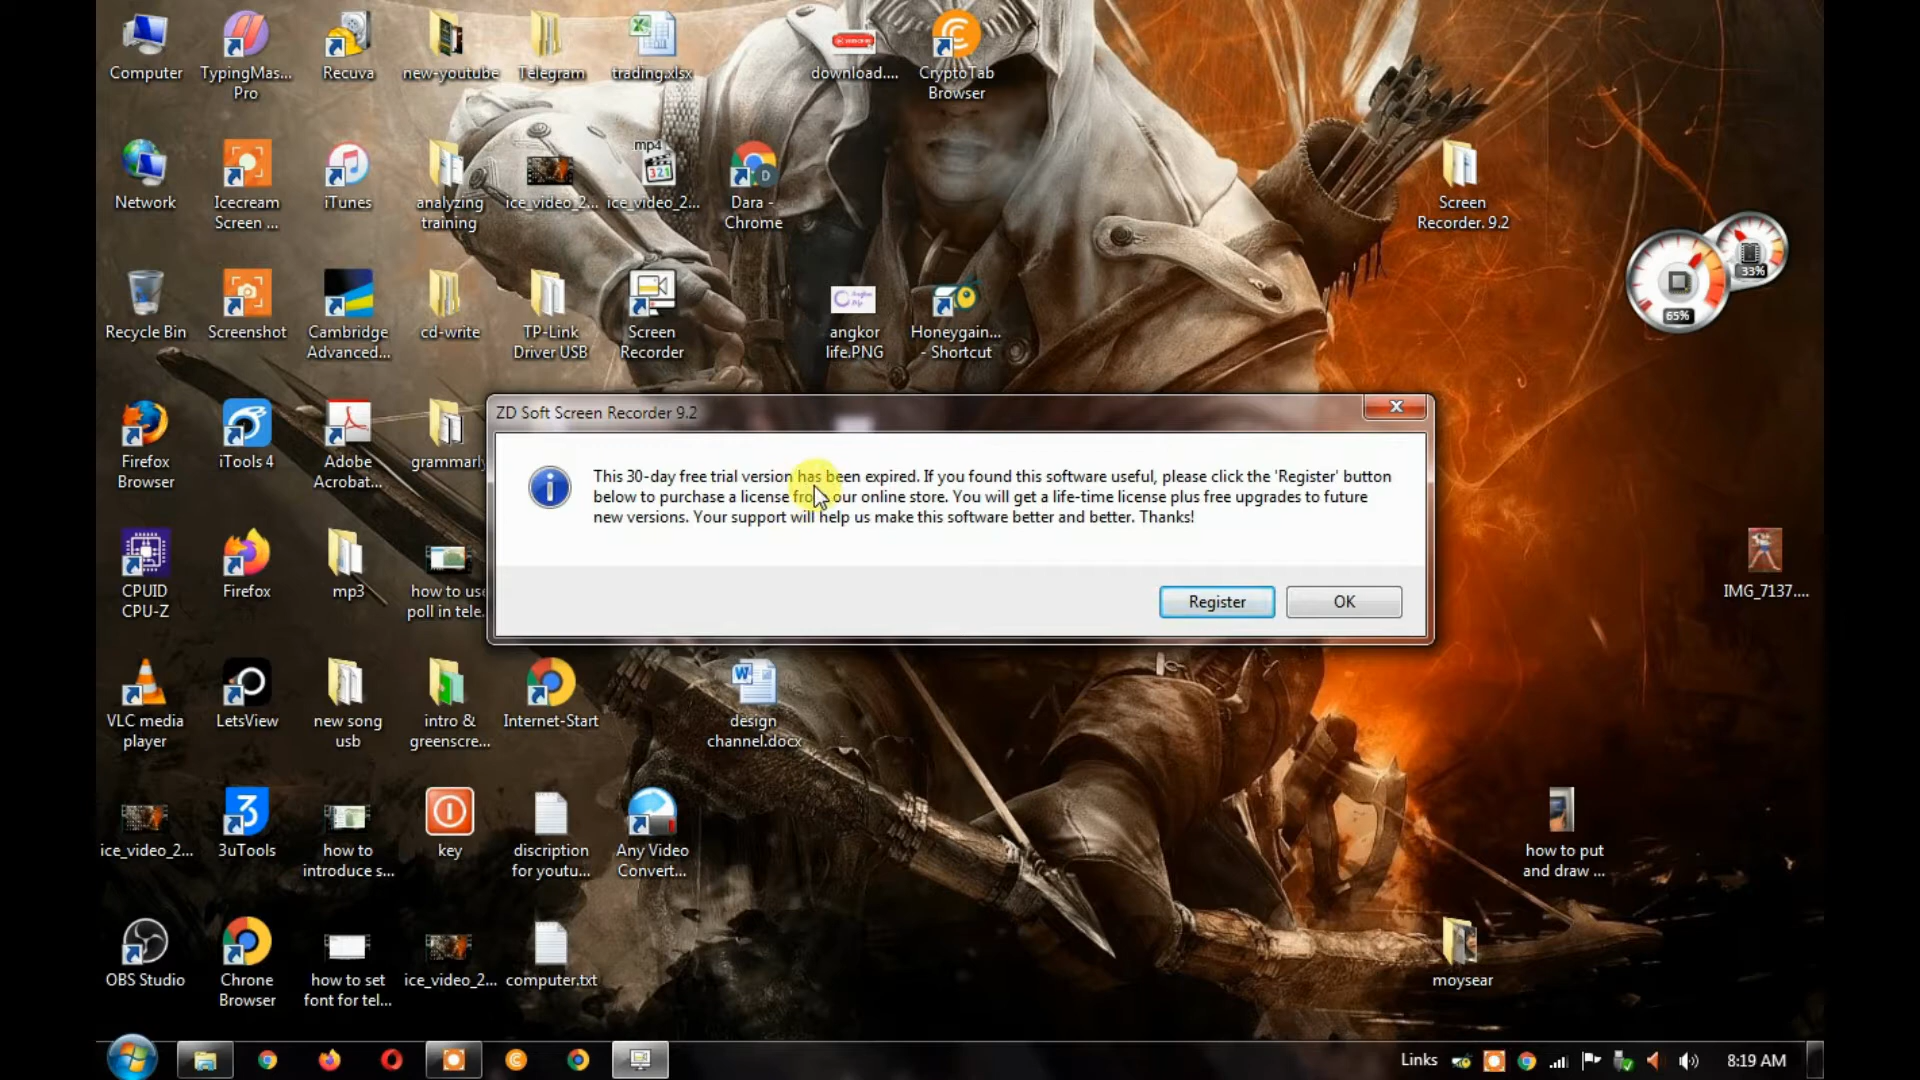 Computer
TypingMas...
Pro
Recuva
new-youtube
Telegram
trading.xlsx
download....
CryptoTab
Browser
Network
Icecream
Screen ...
iTunes
analyzing
training
ice_video_2...
mp4
321
ice_video_2...
D
Dara -
Chrome
Screen
Recorder. 9.2
33%
65%
Recycle Bin
Screenshot
Cambridge
Advanced...
cd-write
TP-Link
Driver USB
Screen
Recorder
angkor
life.PNG
Honeygain...
- Shortcut
Firefox
Browser
iTools 4
Adobe
Acrobat...
grammarly
ZD Soft Screen Recorder 9.2
This 30-day free trial version has been expired. If you found this software useful, please click the 'Register' button
below to purchase a license from our online store. You will get a life-time license plus free upgrades to future
new versions. Your support will help us make this software better and better. Thanks!
Register
OK
CPUID
CPU-Z
Firefox
mp3
how to use
poll in tele...
IMG_7137....
VLC media
player
LetsView
new song
usb
intro &
greenscre...
Internet-Start
design
channel.docx
ice_video_2...
3uTools
how to
introduce s...
key
discription
for youtu...
Any Video
Convert...
how to put
and draw ...
OBS Studio
Chrone
Browser
how to set
font for tel...
ice_video_2...
computer.txt
moysear
Links
8:19 AM